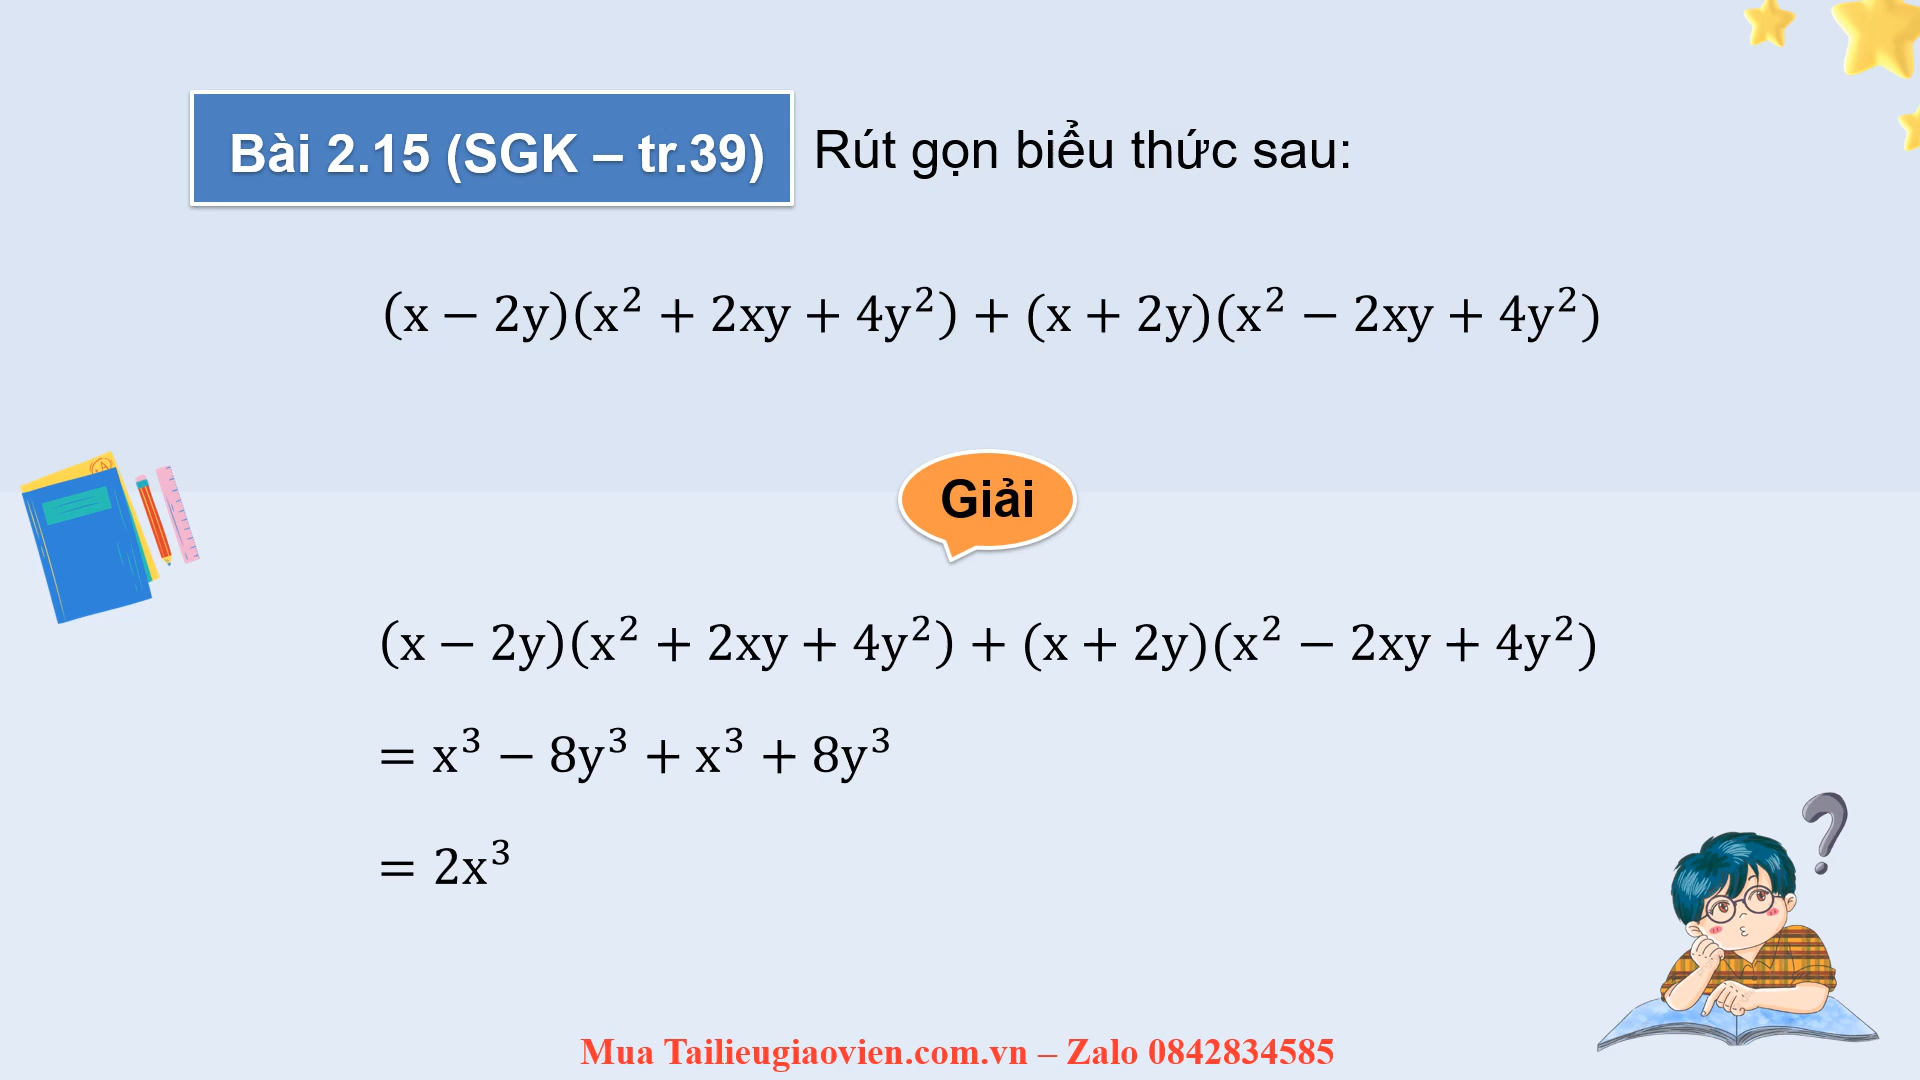 Bài 2.15 (SGK – tr.39) Rút gọn biểu thức sau:
(x − 2y)(x² + 2xy + 4y²) + (x + 2y)(x² − 2xy + 4y²)
Giải
(x − 2y)(x² + 2xy + 4y²) + (x + 2y)(x² − 2xy + 4y²)
= x³ − 8y³ + x³ + 8y³
= 2x³
Mua Tailieugiaovien.com.vn – Zalo 0842834585